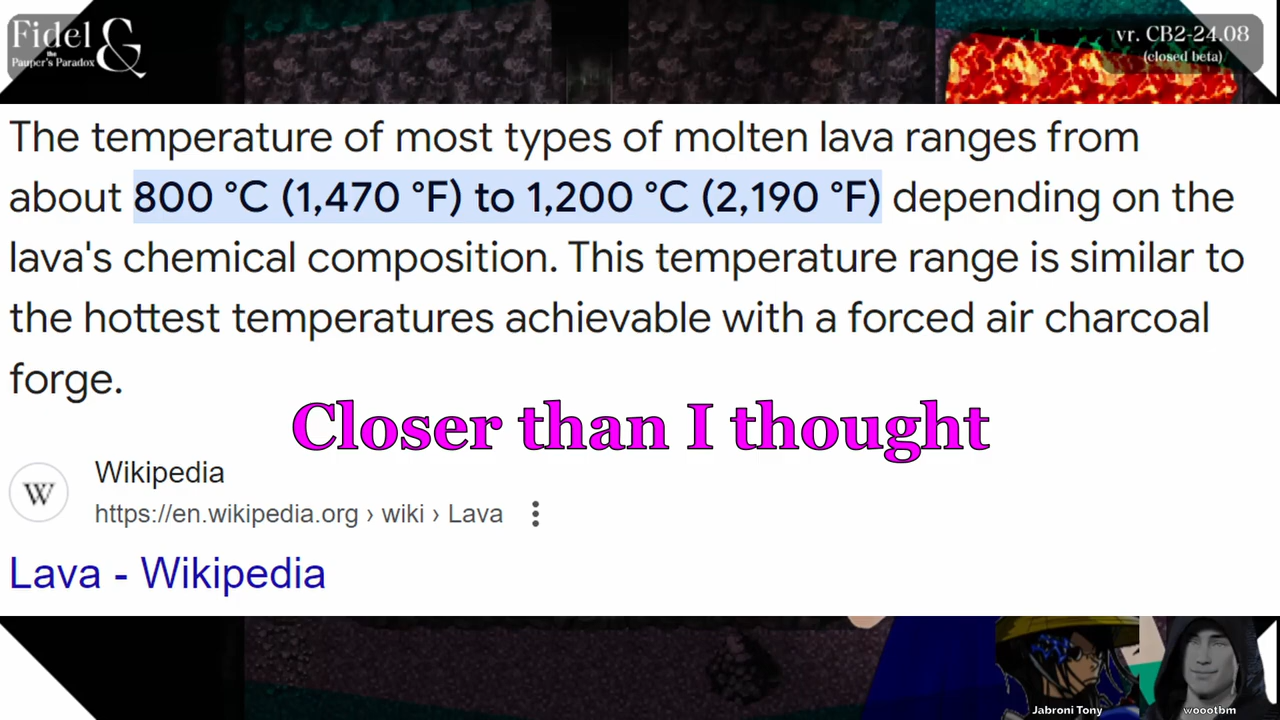 Fidel &
the
Pauper's Paradox
vr. CB2-24.08
(closed beta)
The temperature of most types of molten lava ranges from
about 800 °C (1,470 °F) to 1,200 °C (2,190 °F) depending on the
lava's chemical composition. This temperature range is similar to
the hottest temperatures achievable with a forced air charcoal
forge.
Closer than I thought
W
Wikipedia
https://en.wikipedia.org › wiki › Lava
Lava - Wikipedia
Jabroni Tony
woootbm